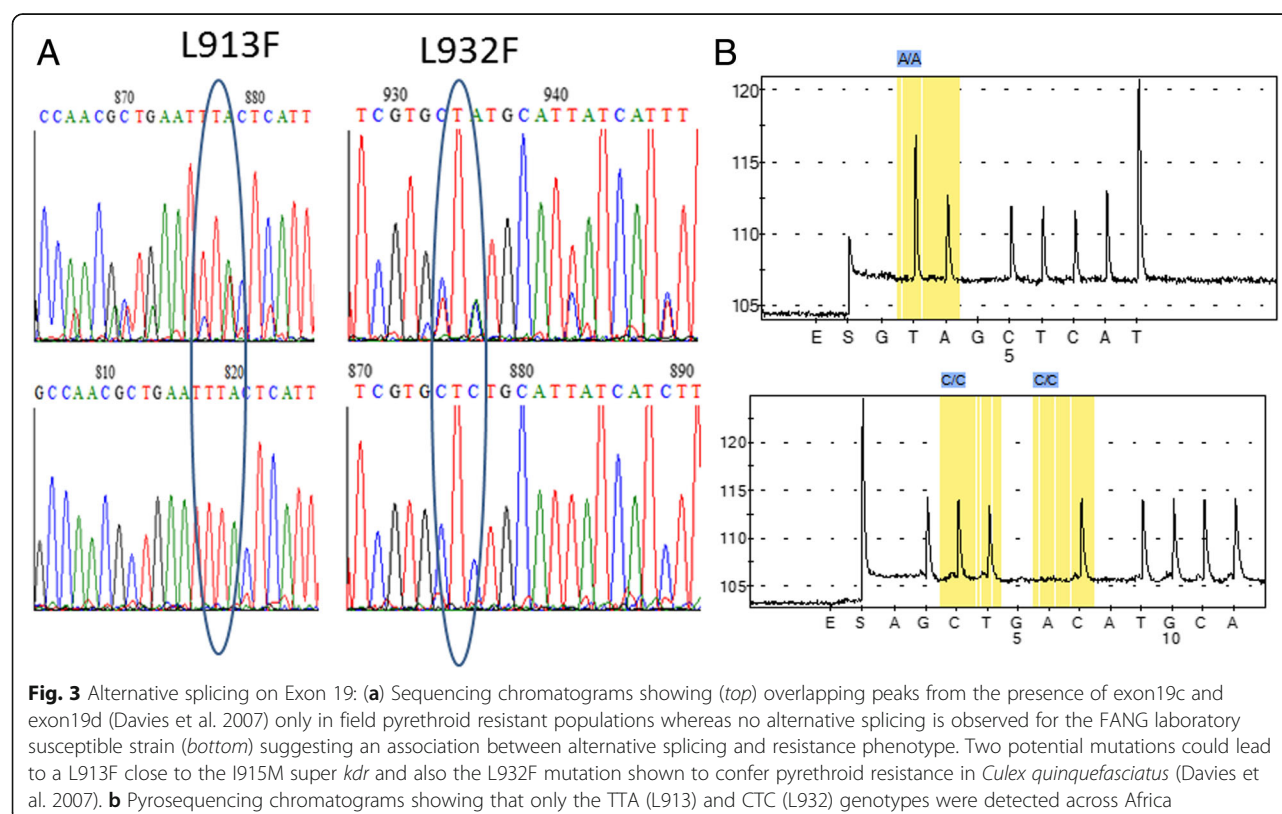 A
L913F
L932F
B
870 880
CCAACGCTGAATTTACTCATT
930 940
TCGTGCTATGCATTATCATTT
810 820
GCCAACGCTGAATTTACTCATT
870 880 890
TCGTGCTCTGCATTATCATCTT
A/A
120
115
110
105
E S G T A G C T C A T
5
C/C C/C
120
115
110
105
E S A G C T G A C A T G C A
5 10
Fig. 3 Alternative splicing on Exon 19: (a) Sequencing chromatograms showing (top) overlapping peaks from the presence of exon19c and
exon19d (Davies et al. 2007) only in field pyrethroid resistant populations whereas no alternative splicing is observed for the FANG laboratory
susceptible strain (bottom) suggesting an association between alternative splicing and resistance phenotype. Two potential mutations could lead
to a L913F close to the I915M super kdr and also the L932F mutation shown to confer pyrethroid resistance in Culex quinquefasciatus (Davies et
al. 2007). b Pyrosequencing chromatograms showing that only the TTA (L913) and CTC (L932) genotypes were detected across Africa